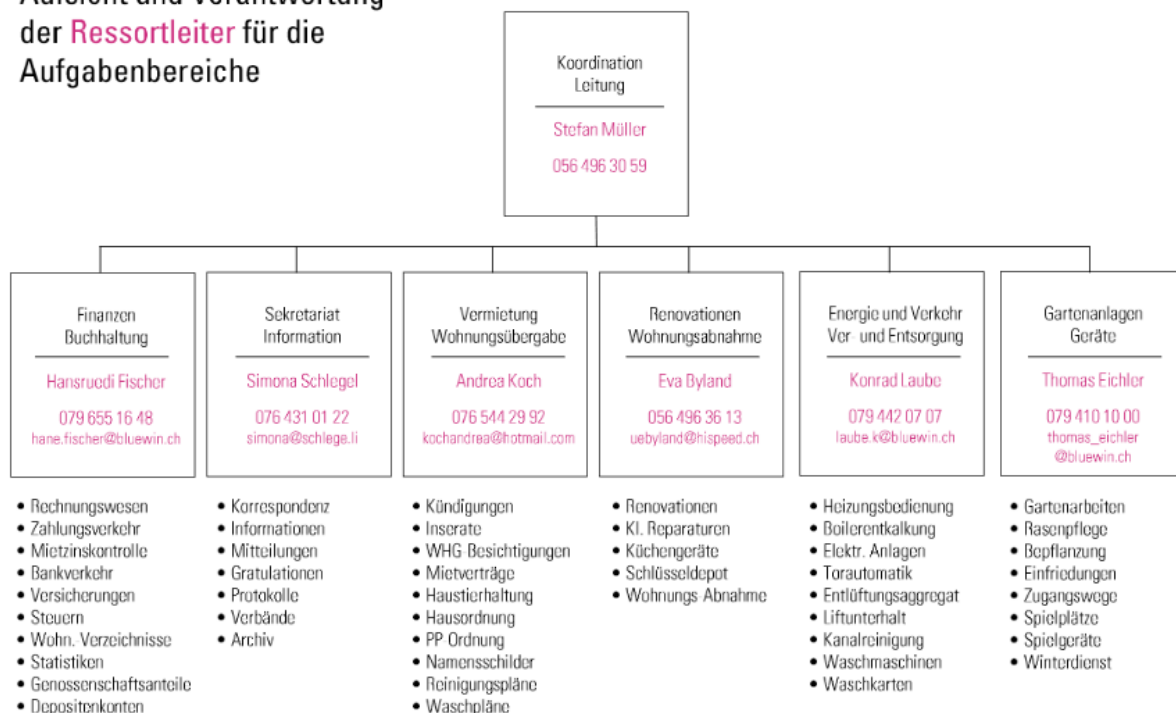 Aufsicht und Verantwortung
der Ressortleiter für die
Aufgabenbereiche
Koordination
Leitung
Stefan Müller
056 496 30 59
Finanzen
Buchhaltung
Hansruedi Fischer
079 655 16 48
hane.fischer@bluewin.ch
• Rechnungswesen
• Zahlungsverkehr
• Mietzinskontrolle
• Bankverkehr
• Versicherungen
• Steuern
• Wohn.-Verzeichnisse
• Statistiken
• Genossenschaftsanteile
• Depositenkonten
Sekretariat
Information
Simona Schlegel
076 431 01 22
simona@schlege.li
• Korrespondenz
• Informationen
• Mitteilungen
• Gratulationen
• Protokolle
• Verbände
• Archiv
Vermietung
Wohnungsübergabe
Andrea Koch
076 544 29 92
kochandrea@hotmail.com
• Kündigungen
• Inserate
• WHG-Besichtigungen
• Mietverträge
• Haustierhaltung
• Hausordnung
• PP-Ordnung
• Namensschilder
• Reinigungspläne
• Waschpläne
Renovationen
Wohnungsabnahme
Eva Byland
056 496 36 13
uebyland@hispeed.ch
• Renovationen
• Kl. Reparaturen
• Küchengeräte
• Schlüsseldepot
• Wohnungs-Abnahme
Energie und Verkehr
Ver- und Entsorgung
Konrad Laube
079 442 07 07
laube.k@bluewin.ch
• Heizungsbedienung
• Boilerentkalkung
• Elektr. Anlagen
• Torautomatik
• Entlüftungsaggregat
• Liftunterhalt
• Kanalreinigung
• Waschmaschinen
• Waschkarten
Gartenanlagen
Geräte
Thomas Eichler
079 410 10 00
thomas_eichler
@bluewin.ch
• Gartenarbeiten
• Rasenpflege
• Bepflanzung
• Einfriedungen
• Zugangswege
• Spielplätze
• Spielgeräte
• Winterdienst